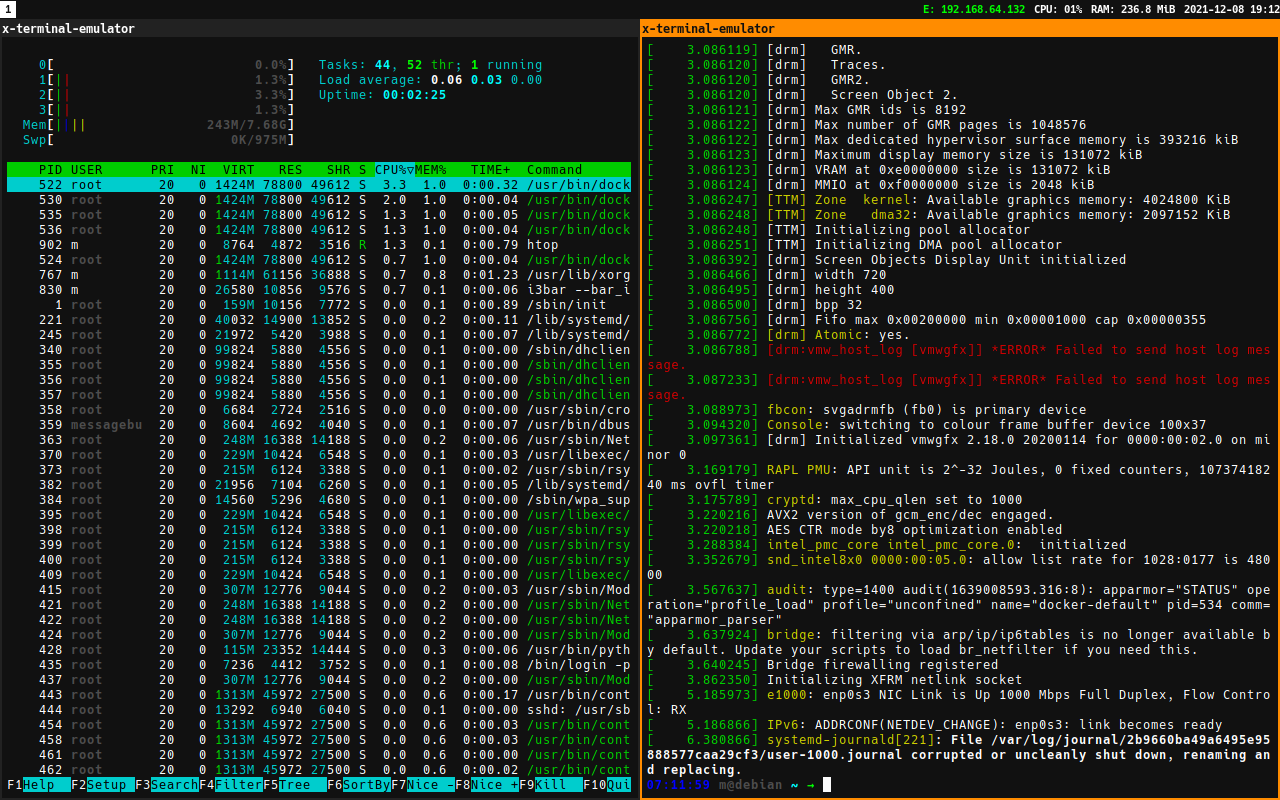 1
E: 192.168.64.132 CPU: 01% RAM: 236.8 MiB 2021-12-08 19:12
x-terminal-emulator
0[ 0.0%] Tasks: 44, 52 thr; 1 running
1[|| 1.3%] Load average: 0.06 0.03 0.00
2[|| 3.3%] Uptime: 00:02:25
3[|| 1.3%]
Mem[|||| 243M/7.68G]
Swp[ 0K/975M]
PID USER PRI NI VIRT RES SHR S CPU%▽MEM% TIME+ Command
522 root 20 0 1424M 78800 49612 S 3.3 1.0 0:00.32 /usr/bin/dock
530 root 20 0 1424M 78800 49612 S 2.0 1.0 0:00.04 /usr/bin/dock
535 root 20 0 1424M 78800 49612 S 1.3 1.0 0:00.05 /usr/bin/dock
536 root 20 0 1424M 78800 49612 S 1.3 1.0 0:00.04 /usr/bin/dock
902 m 20 0 8764 4872 3516 R 1.3 0.1 0:00.79 htop
524 root 20 0 1424M 78800 49612 S 0.7 1.0 0:00.04 /usr/bin/dock
767 m 20 0 1114M 61156 36888 S 0.7 0.8 0:01.23 /usr/lib/xorg
830 m 20 0 26580 10856 9576 S 0.7 0.1 0:00.06 i3bar --bar_i
1 root 20 0 159M 10156 7772 S 0.0 0.1 0:00.89 /sbin/init
221 root 20 0 40032 14900 13852 S 0.0 0.2 0:00.11 /lib/systemd/
245 root 20 0 21972 5420 3988 S 0.0 0.1 0:00.07 /lib/systemd/
340 root 20 0 99824 5880 4556 S 0.0 0.1 0:00.00 /sbin/dhclien
355 root 20 0 99824 5880 4556 S 0.0 0.1 0:00.00 /sbin/dhclien
356 root 20 0 99824 5880 4556 S 0.0 0.1 0:00.00 /sbin/dhclien
357 root 20 0 99824 5880 4556 S 0.0 0.1 0:00.00 /sbin/dhclien
358 root 20 0 6684 2724 2516 S 0.0 0.0 0:00.00 /usr/sbin/cro
359 messagebu 20 0 8604 4692 4040 S 0.0 0.1 0:00.02 /usr/bin/dbus
363 root 20 0 248M 16388 14188 S 0.0 0.2 0:00.06 /usr/sbin/Net
370 root 20 0 229M 10424 6548 S 0.0 0.1 0:00.03 /usr/libexec/
373 root 20 0 215M 6124 3388 S 0.0 0.1 0:00.02 /usr/sbin/rsy
382 root 20 0 21956 7104 6260 S 0.0 0.1 0:00.05 /lib/systemd/
384 root 20 0 14560 5296 4680 S 0.0 0.1 0:00.00 /sbin/wpa_sup
395 root 20 0 229M 10424 6548 S 0.0 0.1 0:00.00 /usr/libexec/
398 root 20 0 215M 6124 3388 S 0.0 0.1 0:00.00 /usr/sbin/rsy
399 root 20 0 215M 6124 3388 S 0.0 0.1 0:00.00 /usr/sbin/rsy
400 root 20 0 215M 6124 3388 S 0.0 0.1 0:00.00 /usr/sbin/rsy
409 root 20 0 229M 10424 6548 S 0.0 0.1 0:00.00 /usr/libexec/
415 root 20 0 307M 12776 9044 S 0.0 0.2 0:00.03 /usr/sbin/Mod
421 root 20 0 248M 16388 14188 S 0.0 0.2 0:00.00 /usr/sbin/Net
422 root 20 0 248M 16388 14188 S 0.0 0.2 0:00.00 /usr/sbin/Net
424 root 20 0 307M 12776 9044 S 0.0 0.2 0:00.00 /usr/sbin/Mod
428 root 20 0 115M 23352 14444 S 0.0 0.3 0:00.06 /usr/bin/pyth
435 root 20 0 7236 4412 3752 S 0.0 0.1 0:00.08 /bin/login -p
437 root 20 0 307M 12776 9044 S 0.0 0.2 0:00.00 /usr/sbin/Mod
443 root 20 0 1313M 45972 27500 S 0.0 0.6 0:00.17 /usr/bin/cont
444 root 20 0 13292 6940 6040 S 0.0 0.1 0:00.00 sshd: /usr/sb
454 root 20 0 1313M 45972 27500 S 0.0 0.6 0:00.03 /usr/bin/cont
458 root 20 0 1313M 45972 27500 S 0.0 0.6 0:00.03 /usr/bin/cont
461 root 20 0 1313M 45972 27500 S 0.0 0.6 0:00.00 /usr/bin/cont
462 root 20 0 1313M 45972 27500 S 0.0 0.6 0:00.02 /usr/bin/cont
F1Help F2Setup F3SearchF4FilterF5Tree F6SortByF7Nice -F8Nice +F9Kill F10Qui
x-terminal-emulator
[ 3.086119] [drm] GMR.
[ 3.086120] [drm] Traces.
[ 3.086120] [drm] GMR2.
[ 3.086120] [drm] Screen Object 2.
[ 3.086121] [drm] Max GMR ids is 8192
[ 3.086122] [drm] Max number of GMR pages is 1048576
[ 3.086122] [drm] Max dedicated hypervisor surface memory is 393216 kiB
[ 3.086123] [drm] Maximum display memory size is 131072 kiB
[ 3.086123] [drm] VRAM at 0xe0000000 size is 131072 kiB
[ 3.086124] [drm] MMIO at 0xf0000000 size is 2048 kiB
[ 3.086247] [TTM] Zone kernel: Available graphics memory: 4024800 KiB
[ 3.086248] [TTM] Zone dma32: Available graphics memory: 2097152 KiB
[ 3.086248] [TTM] Initializing pool allocator
[ 3.086251] [TTM] Initializing DMA pool allocator
[ 3.086392] [drm] Screen Objects Display Unit initialized
[ 3.086466] [drm] width 720
[ 3.086495] [drm] height 400
[ 3.086500] [drm] bpp 32
[ 3.086756] [drm] Fifo max 0x00200000 min 0x00001000 cap 0x00000355
[ 3.086772] [drm] Atomic: yes.
[ 3.086788] [drm:vmw_host_log [vmwgfx]] *ERROR* Failed to send host log mes
sage.
[ 3.087233] [drm:vmw_host_log [vmwgfx]] *ERROR* Failed to send host log mes
sage.
[ 3.088973] fbcon: svgadrmfb (fb0) is primary device
[ 3.094320] Console: switching to colour frame buffer device 100x37
[ 3.097361] [drm] Initialized vmwgfx 2.18.0 20200114 for 0000:00:02.0 on mi
nor 0
[ 3.169179] RAPL PMU: API unit is 2^-32 Joules, 0 fixed counters, 107374182
40 ms ovfl timer
[ 3.175789] cryptd: max_cpu_qlen set to 1000
[ 3.220216] AVX2 version of gcm_enc/dec engaged.
[ 3.220218] AES CTR mode by8 optimization enabled
[ 3.288384] intel_pmc_core intel_pmc_core.0: initialized
[ 3.352679] snd_intel8x0 0000:00:05.0: allow list rate for 1028:0177 is 480
00
[ 3.567637] audit: type=1400 audit(1639008593.316:8): apparmor="STATUS" ope
ration="profile_load" profile="unconfined" name="docker-default" pid=534 comm=
"apparmor_parser"
[ 3.637924] bridge: filtering via arp/ip/ip6tables is no longer available b
y default. Update your scripts to load br_netfilter if you need this.
[ 3.640245] Bridge firewalling registered
[ 3.862350] Initializing XFRM netlink socket
[ 5.185973] e1000: enp0s3 NIC Link is Up 1000 Mbps Full Duplex, Flow Contro
l: RX
[ 5.186866] IPv6: ADDRCONF(NETDEV_CHANGE): enp0s3: link becomes ready
[ 6.380866] systemd-journald[221]: File /var/log/journal/2b9660ba49a6495e95
888577caa29cf3/user-1000.journal corrupted or uncleanly shut down, renaming an
d replacing.
07:11:59 m@debian ~ →